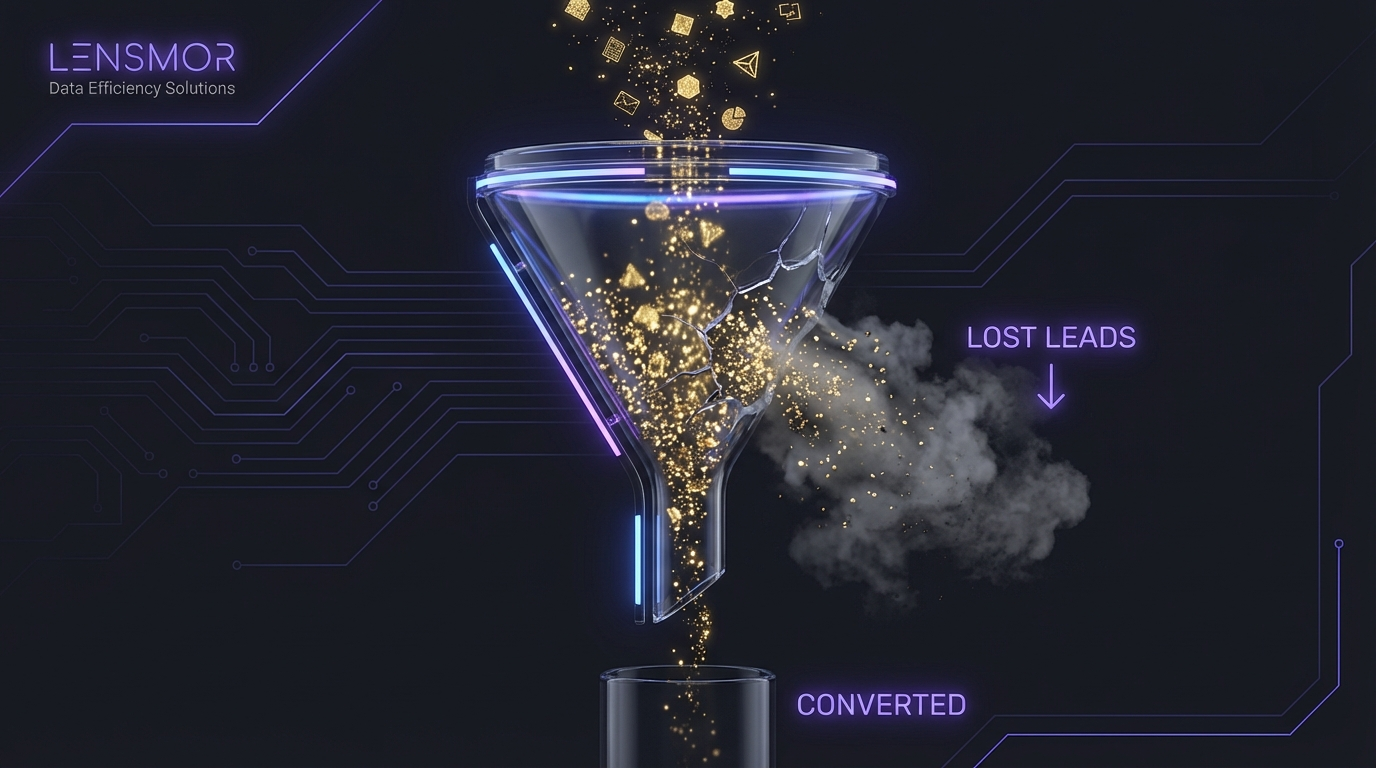 LENSMOR
Data Efficiency Solutions
LOST LEADS
CONVERTED